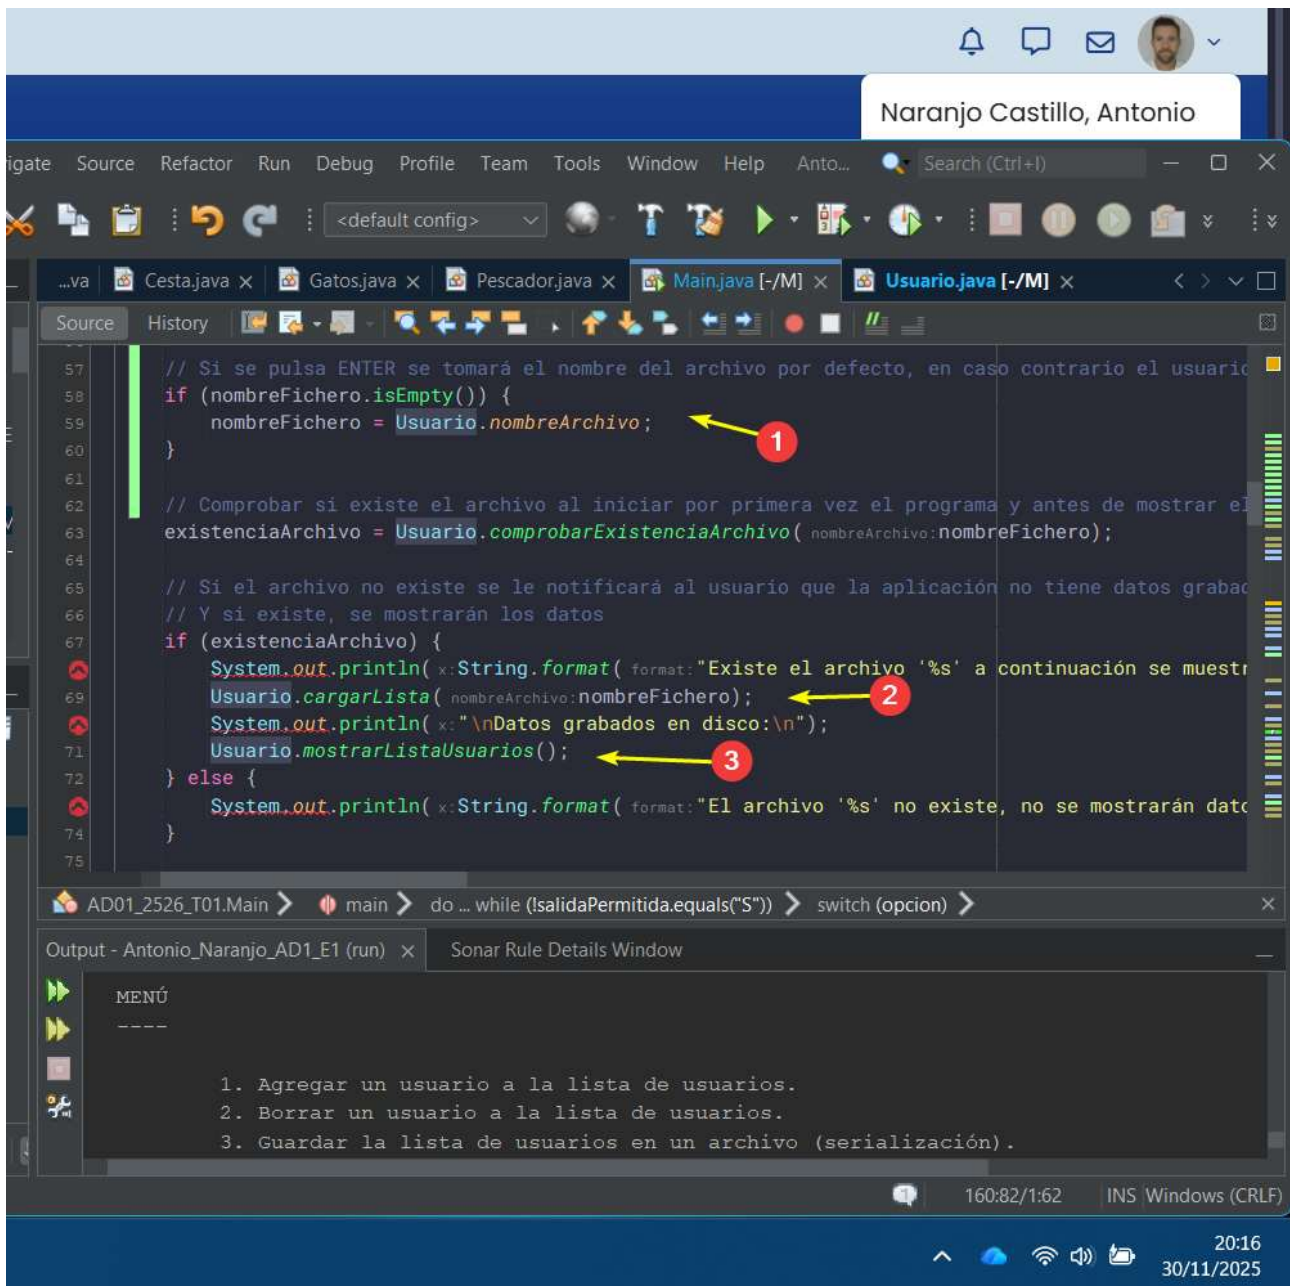 Naranjo Castillo, Antonio
igate Source Refactor Run Debug Profile Team Tools Window Help Anto... Search (Ctrl+I)
<default config>
...va Cesta.java Gatos.java Pescador.java Main.java [-/M] Usuario.java [-/M]
Source History
57 // Si se pulsa ENTER se tomará el nombre del archivo por defecto, en caso contrario el usuario
58 if (nombreFichero.isEmpty()) {
59 nombreFichero = Usuario.nombreArchivo;
1
60 }
61
62 // Comprobar si existe el archivo al iniciar por primera vez el programa y antes de mostrar el
63 existenciaArchivo = Usuario.comprobarExistenciaArchivo( nombreArchivo: nombreFichero);
64
65 // Si el archivo no existe se le notificará al usuario que la aplicación no tiene datos grabad
66 // Y si existe, se mostrarán los datos
67 if (existenciaArchivo) {
System.out.println( x: String.format( format: "Existe el archivo '%s' a continuación se muestr
69 Usuario.cargarLista( nombreArchivo: nombreFichero);
2
System.out.println( x: "\nDatos grabados en disco:\n");
71 Usuario.mostrarListaUsuarios();
3
72 } else {
System.out.println( x: String.format( format: "El archivo '%s' no existe, no se mostrarán dato
74 }
75
AD01_2526_T01.Main main do ... while (!salidaPermitida.equals("S")) switch (opcion)
Output - Antonio_Naranjo_AD1_E1 (run) Sonar Rule Details Window
MENÚ
----
1. Agregar un usuario a la lista de usuarios.
2. Borrar un usuario a la lista de usuarios.
3. Guardar la lista de usuarios en un archivo (serialización).
1 160:82/1:62 INS Windows (CRLF)
20:16
30/11/2025